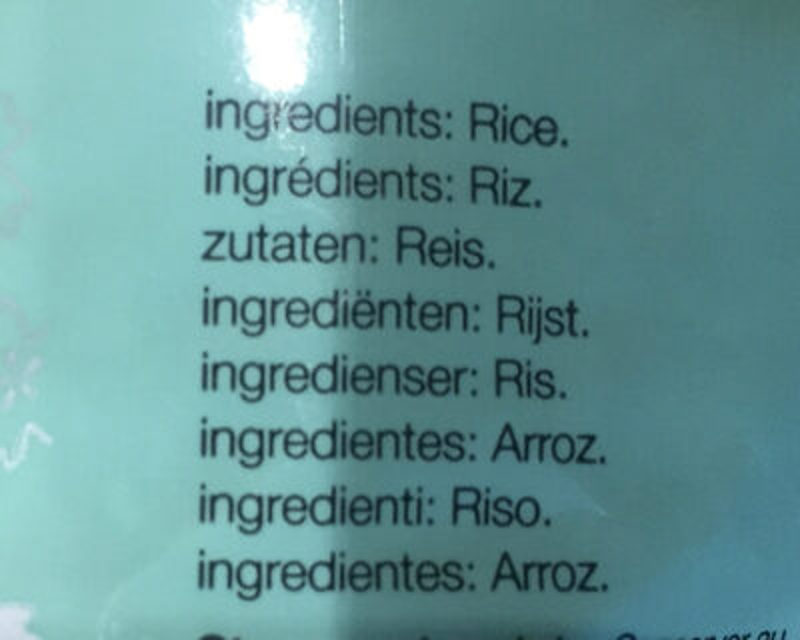 ingredients: Rice.
ingrédients: Riz.
zutaten: Reis.
ingrediënten: Rijst.
ingredienser: Ris.
ingredientes: Arroz.
ingredienti: Riso.
ingredientes: Arroz.